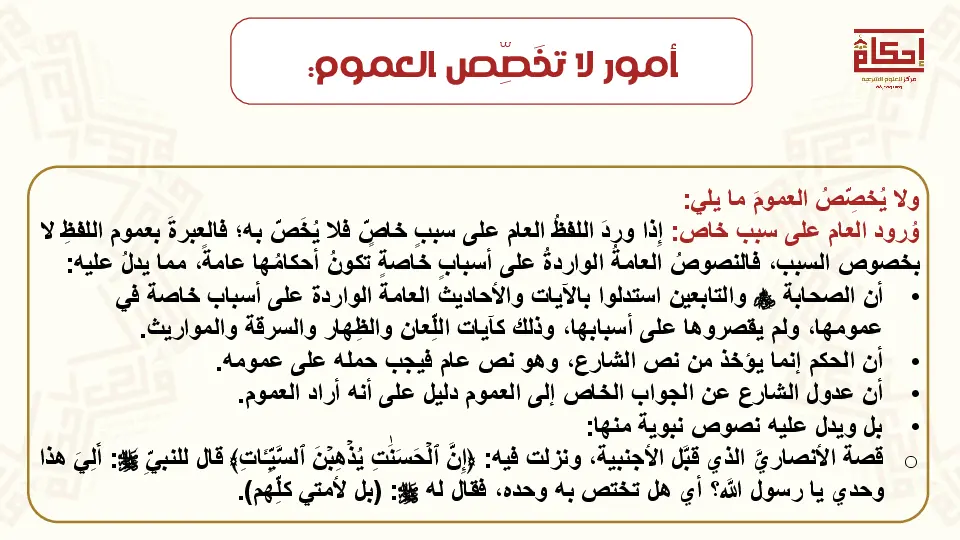 أمور لا تخَصِّص العموم:
إحكام
مركز للعلوم الشرعية
ولا يُخصِّصُ العمومَ ما يلي:
وُرود العام على سبب خاص: إِذا وردَ اللفظُ العام على سببٍ خاصٍّ فلا يُخَصّ به؛ فالعبرةَ بعموم اللفظِ لا
بخصوص السبب، فالنصوصُ العامةُ الواردةُ على أسبابٍ خاصةٍ تكونُ أحكامُها عامةً، مما يدلُ عليه:
• أن الصحابة ﷺ والتابعين استدلوا بالآيات والأحاديث العامة الواردة على أسباب خاصة في
عمومها، ولم يقصروها على أسبابها، وذلك كآيات اللِّعان والظِهار والسرقة والمواريث.
• أن الحكم إنما يؤخذ من نص الشارع، وهو نص عام فيجب حمله على عمومه.
• أن عدول الشارع عن الجواب الخاص إلى العموم دليل على أنه أراد العموم.
• بل ويدل عليه نصوص نبوية منها:
○ قصة الأنصاريَّ الذي قبَّل الأجنبية، ونزلت فيه: ﴿إِنَّ ٱلۡحَسَنَٰتِ يُذۡهِبۡنَ ٱلسَّيِّـَٔاتِ﴾ قال للنبيِّ ﷺ: أَلِيَ هذا
وحدي يا رسول الله؟ أي هل تختص به وحده، فقال له ﷺ: (بل لأمتي كلِّهم).